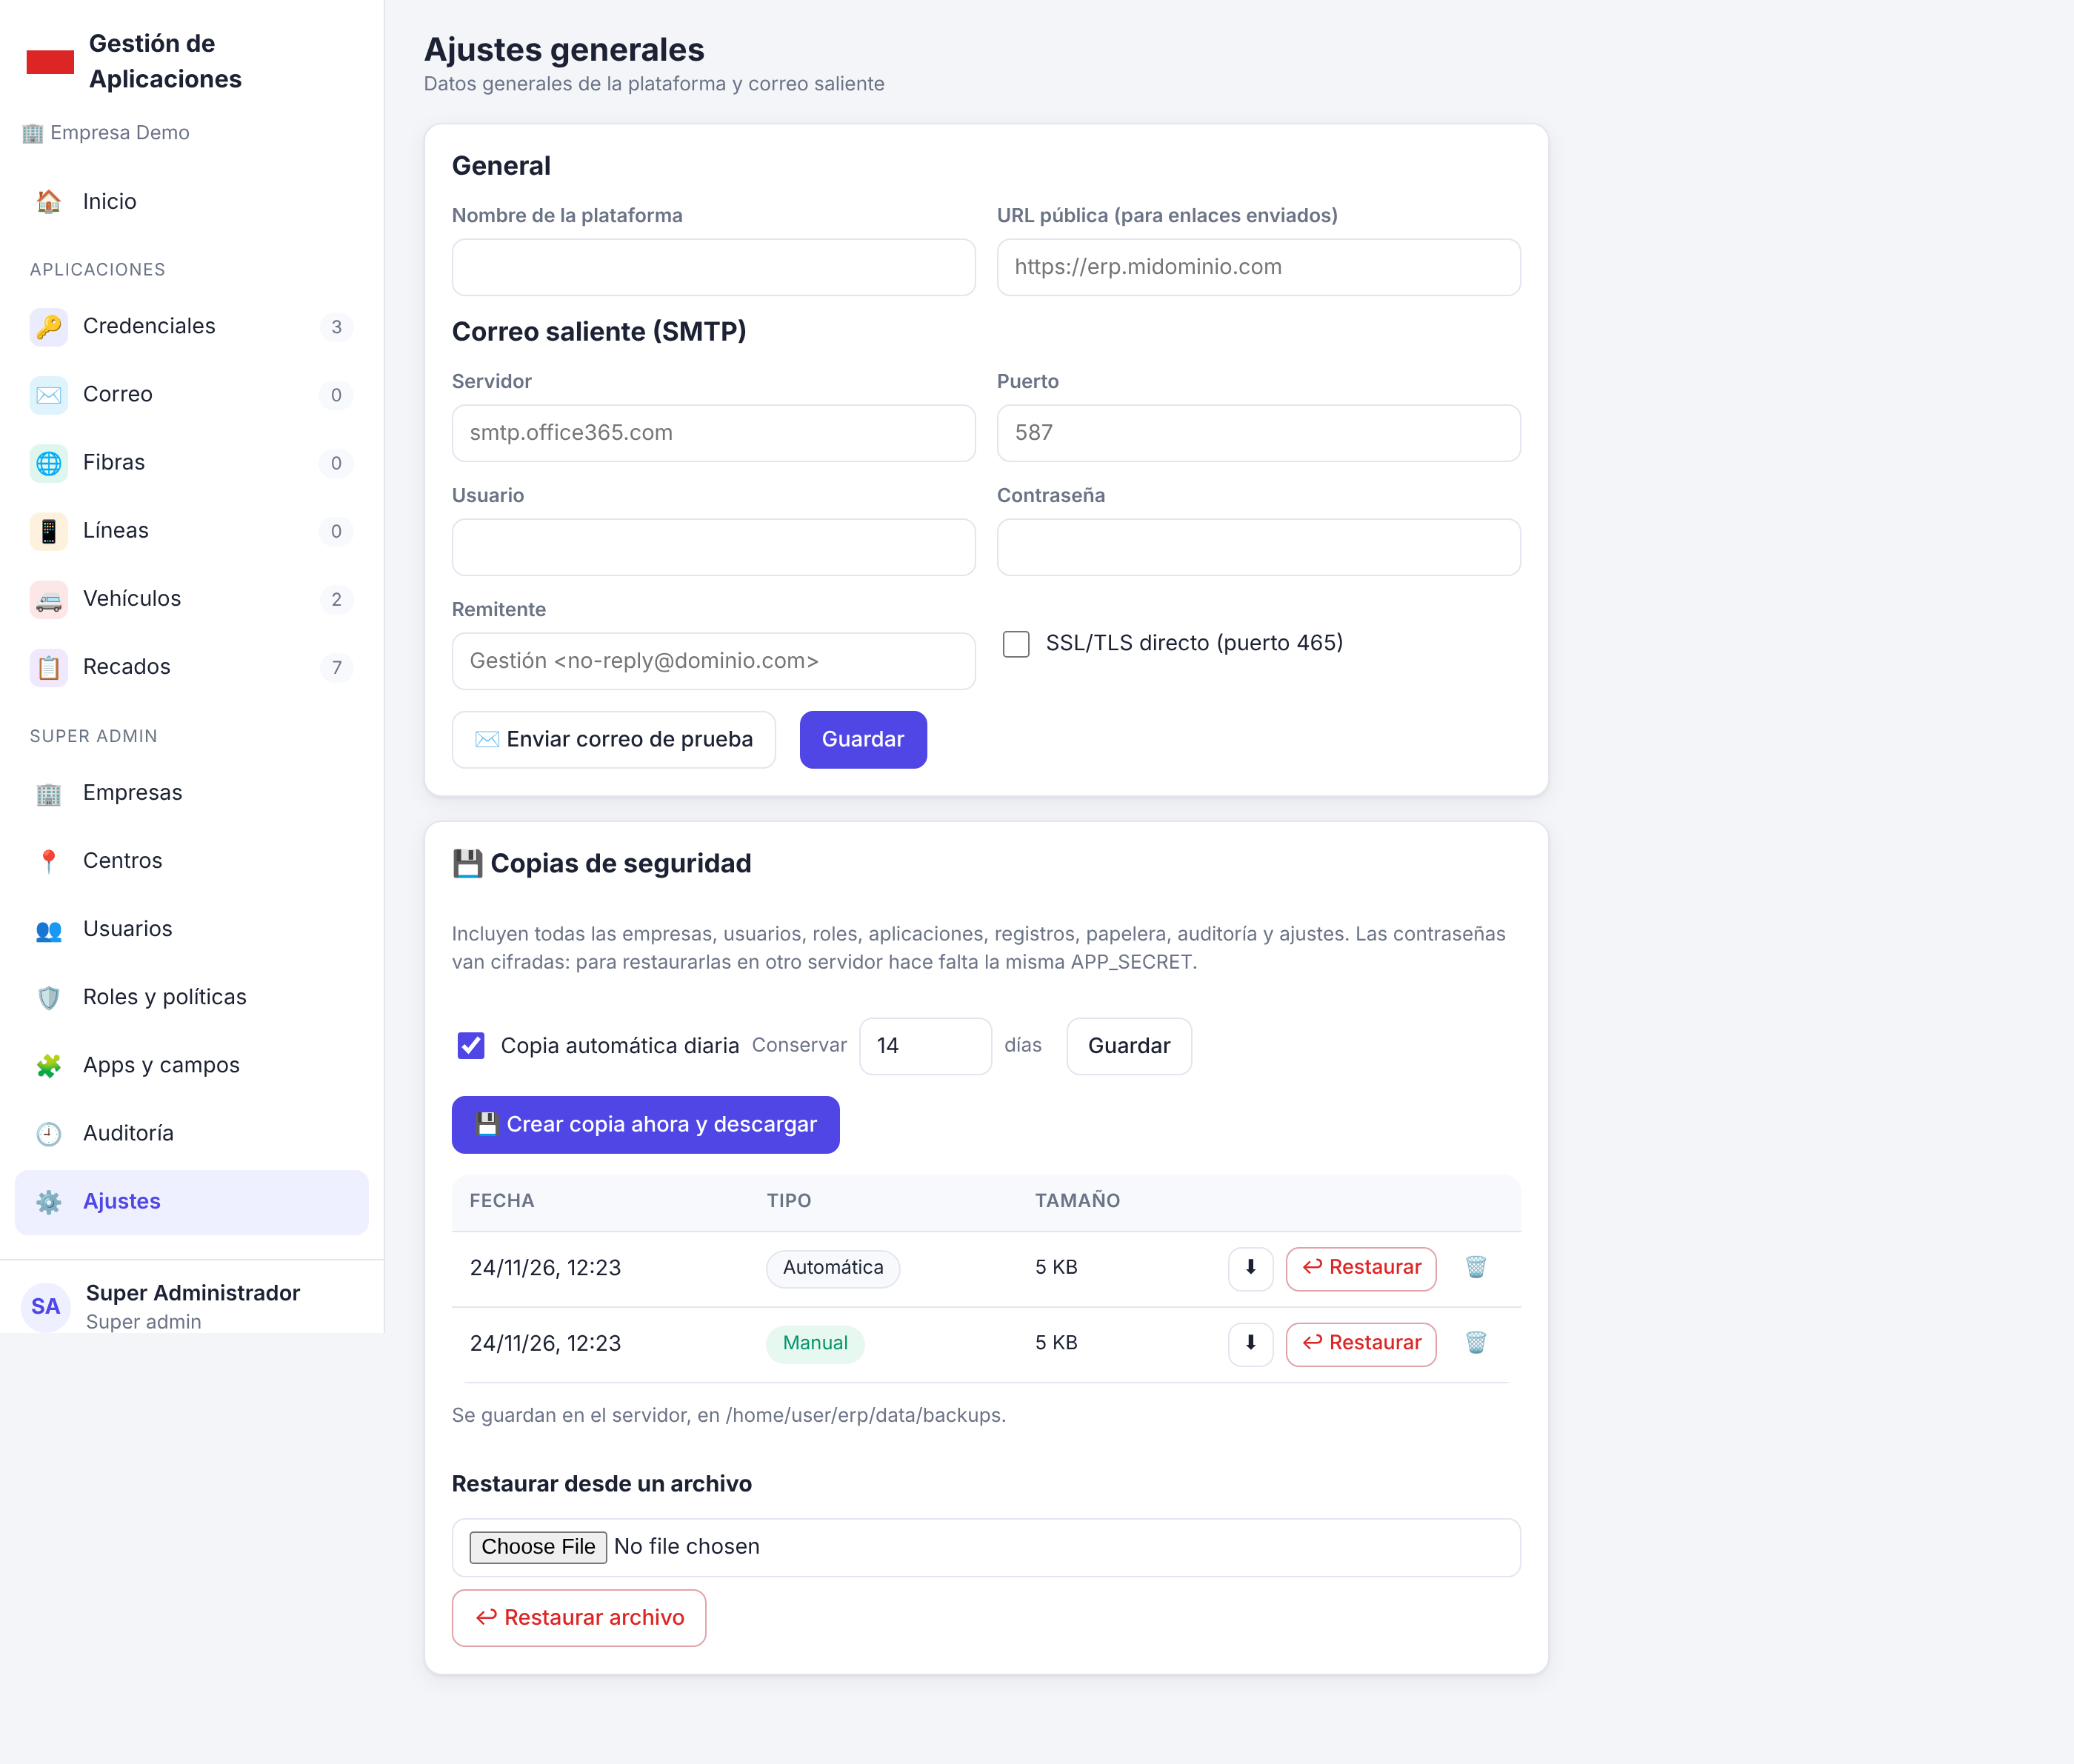 Gestión de
Aplicaciones
Empresa Demo
Inicio
APLICACIONES
Credenciales 3
Correo 0
Fibras 0
Líneas 0
Vehículos 2
Recados 7
SUPER ADMIN
Empresas
Centros
Usuarios
Roles y políticas
Apps y campos
Auditoría
Ajustes
SA Super Administrador
Super admin
Ajustes generales
Datos generales de la plataforma y correo saliente
General
Nombre de la plataforma URL pública (para enlaces enviados)
https://erp.midominio.com
Correo saliente (SMTP)
Servidor Puerto
smtp.office365.com 587
Usuario Contraseña
Remitente
Gestión <no-reply@dominio.com> SSL/TLS directo (puerto 465)
Enviar correo de prueba Guardar
Copias de seguridad
Incluyen todas las empresas, usuarios, roles, aplicaciones, registros, papelera, auditoría y ajustes. Las contraseñas
van cifradas: para restaurarlas en otro servidor hace falta la misma APP_SECRET.
Copia automática diaria Conservar 14 días Guardar
Crear copia ahora y descargar
FECHA TIPO TAMAÑO
24/11/26, 12:23 Automática 5 KB ⬇ ↩ Restaurar
24/11/26, 12:23 Manual 5 KB ⬇ ↩ Restaurar
Se guardan en el servidor, en /home/user/erp/data/backups.
Restaurar desde un archivo
Choose File No file chosen
↩ Restaurar archivo